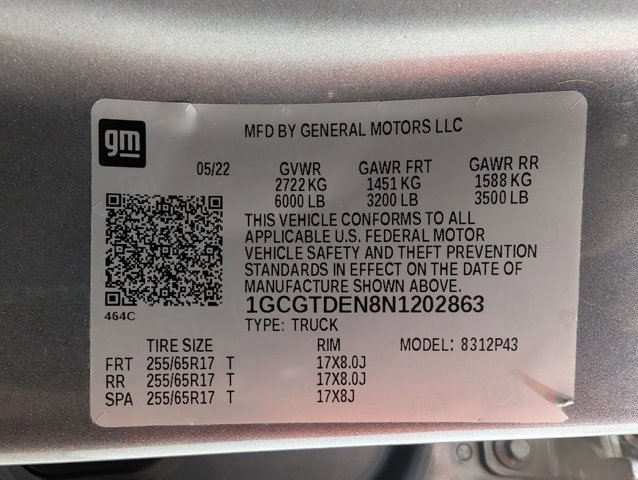 gm
MFD BY GENERAL MOTORS LLC
05/22 GVWR GAWR FRT GAWR RR
2722 KG 1451 KG 1588 KG
6000 LB 3200 LB 3500 LB
THIS VEHICLE CONFORMS TO ALL
APPLICABLE U.S. FEDERAL MOTOR
VEHICLE SAFETY AND THEFT PREVENTION
STANDARDS IN EFFECT ON THE DATE OF
MANUFACTURE SHOWN ABOVE.
464C
1GCGTDEN8N1202863
TYPE: TRUCK
TIRE SIZE RIM MODEL: 8312P43
FRT 255/65R17 T 17X8.0J
RR 255/65R17 T 17X8.0J
SPA 255/65R17 T 17X8J